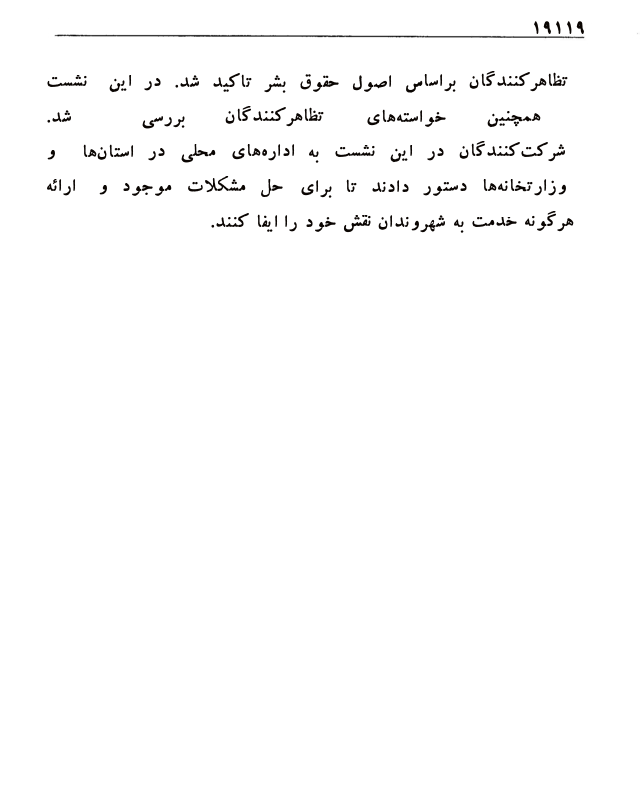 ۱۹۱۱۹
تظاهرکنندگان براساس اصول حقوق بشر تاکید شد. در این نشست
همچنین خواسته‌های تظاهرکنندگان بررسی شد.
شرکت‌کنندگان در این نشست به اداره‌های محلی در استان‌ها و
وزارتخانه‌ها دستور دادند تا برای حل مشکلات موجود و ارائه
هرگونه خدمت به شهروندان نقش خود را ایفا کنند.